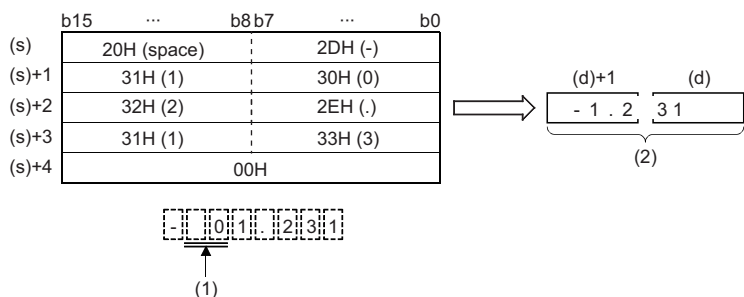 b15 ... b8 b7 ... b0
(s) 20H (space) 2DH (-)
(s)+1 31H (1) 30H (0)
(s)+2 32H (2) 2EH (.)
(s)+3 31H (1) 33H (3)
(s)+4 00H
(d)+1 (d)
- 1 . 2 3 1
(2)
- 0 1 . 2 3 1
(1)